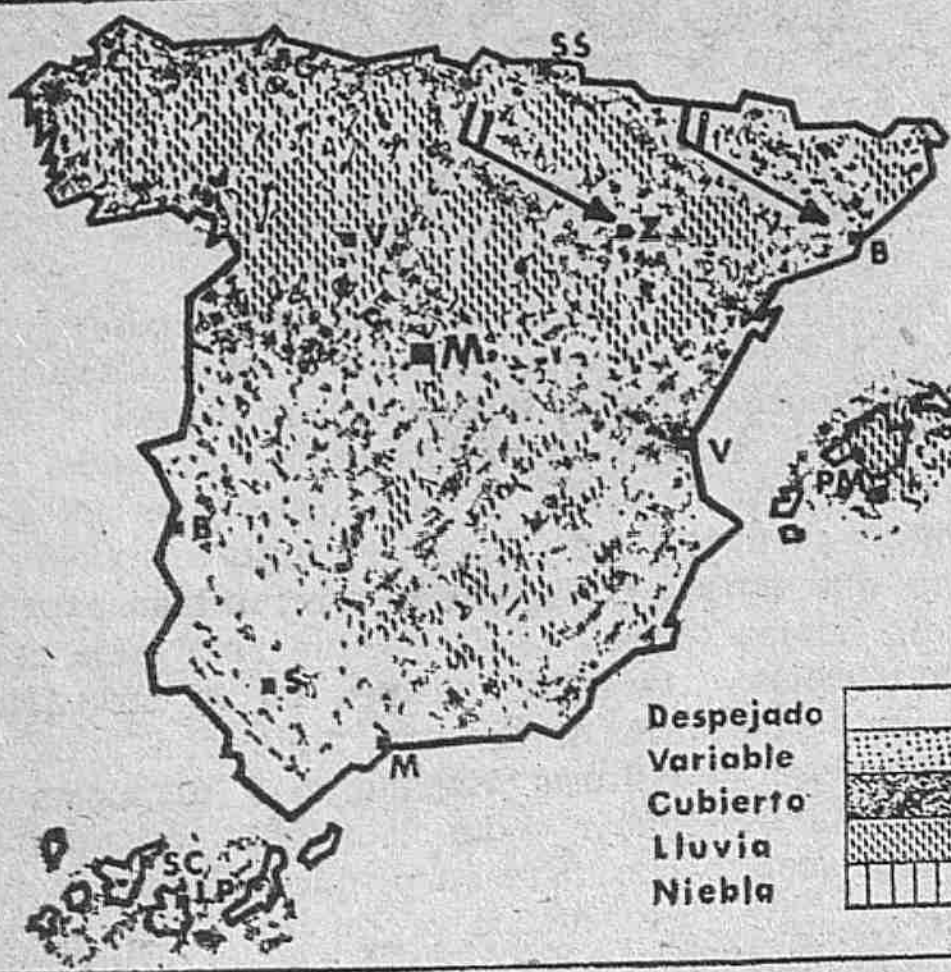 SS
C
G
V
Z
B
M
V
PM
B
S
M
SC
LP
Despejado
Variable
Cubierto
Lluvia
Niebla